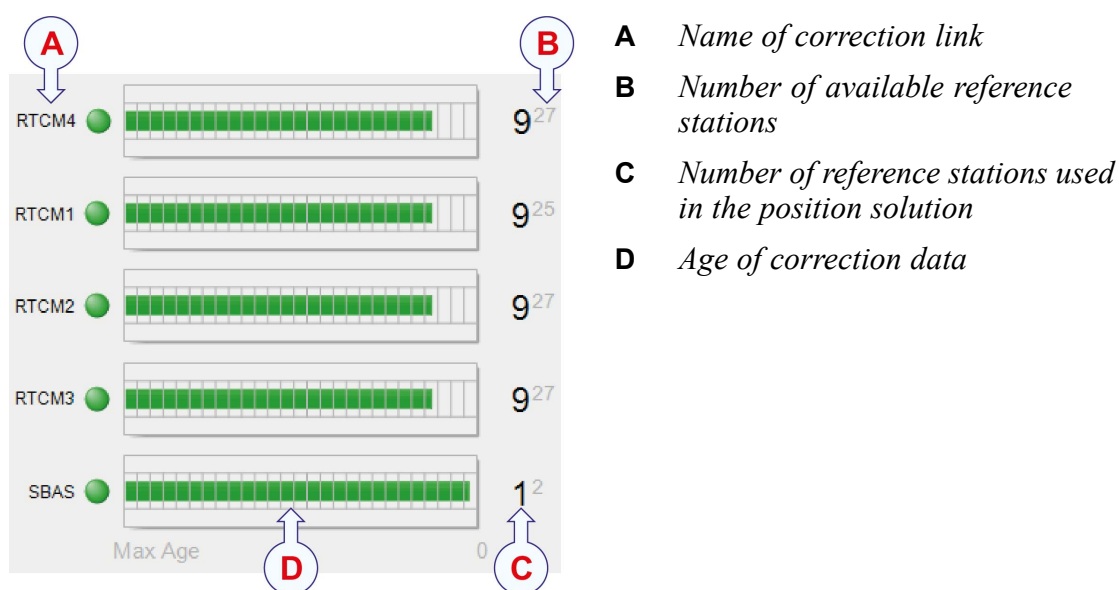 A
B
RTCM4
9 27
RTCM1
9 25
RTCM2
9 27
RTCM3
9 27
SBAS
1 2
Max Age
0
D
C
A Name of correction link
B Number of available reference
stations
C Number of reference stations used
in the position solution
D Age of correction data